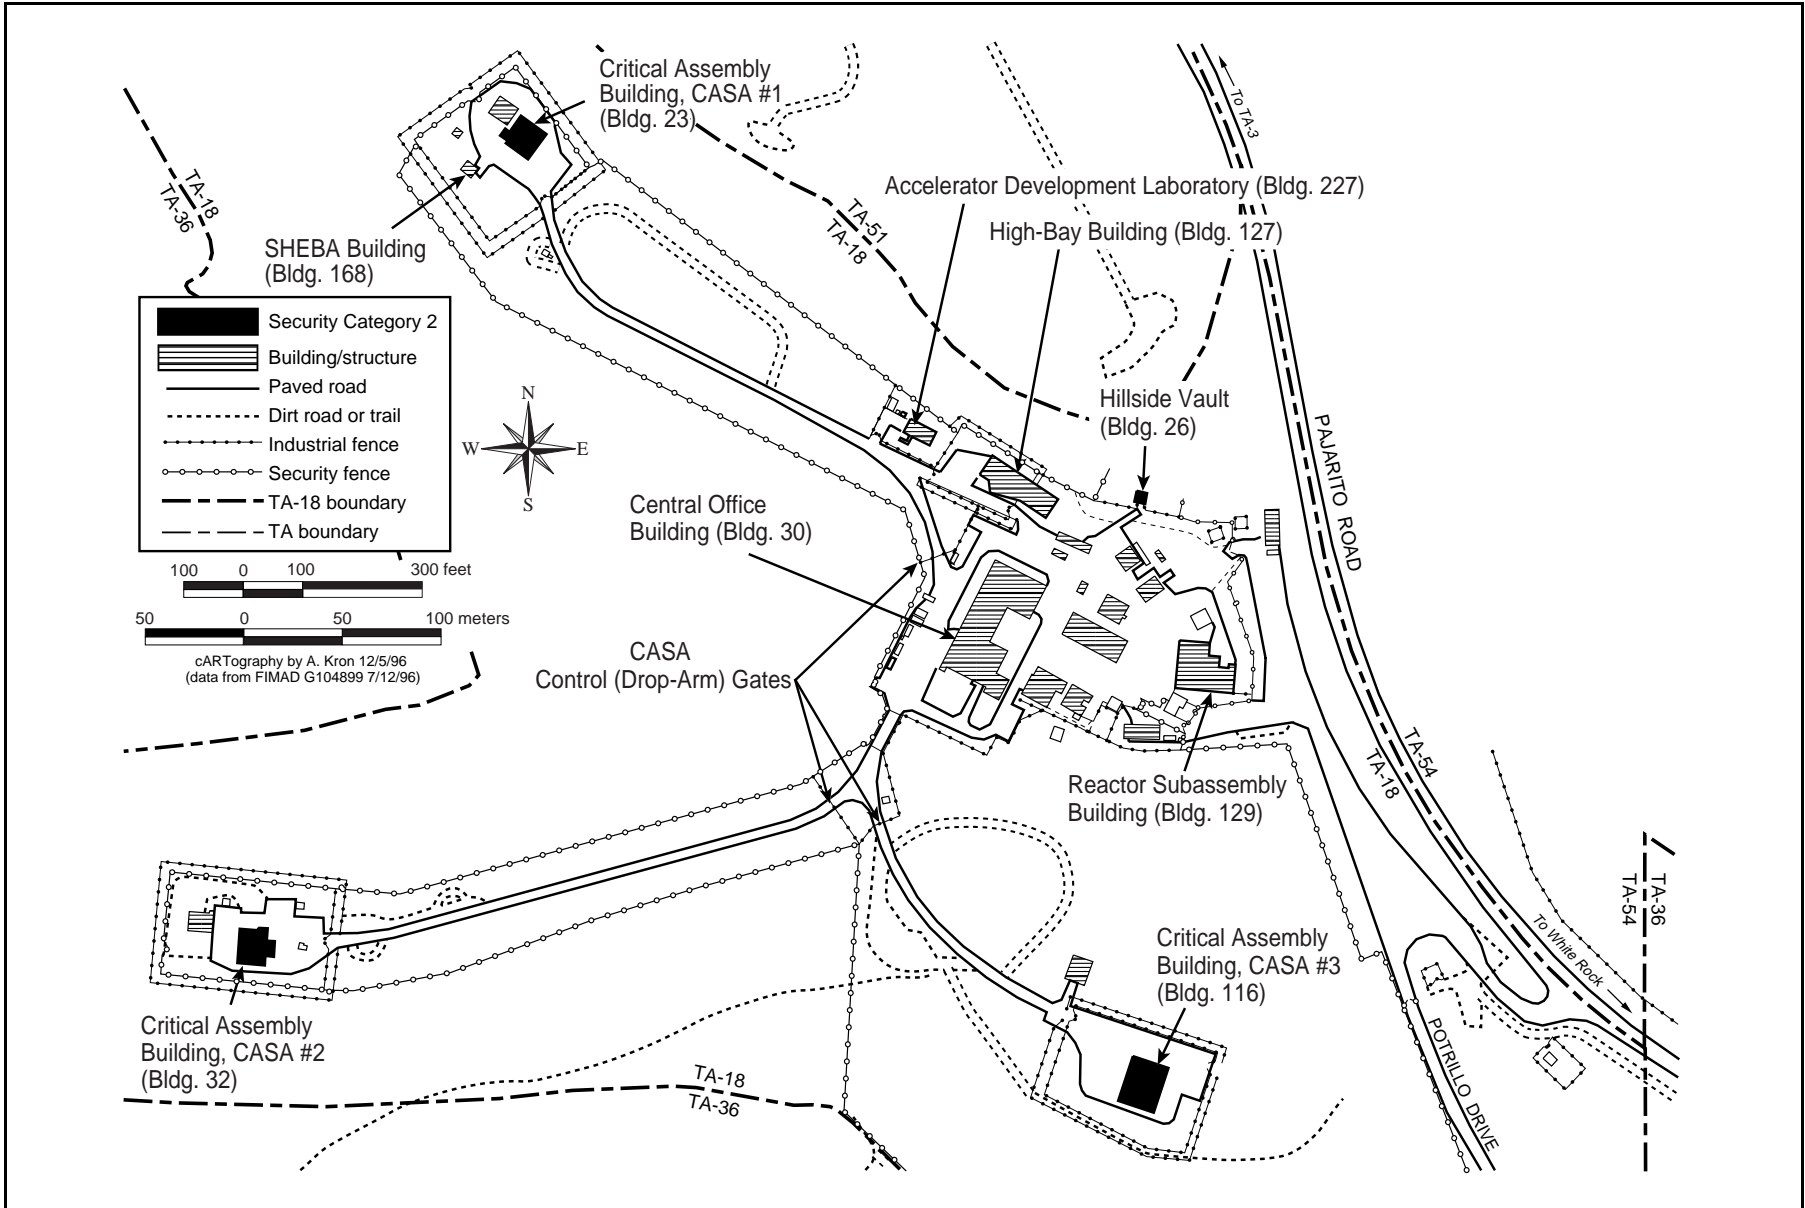 Critical Assembly
Building, CASA #1
(Bldg. 23)
To TA-3
Accelerator Development Laboratory (Bldg. 227)
High-Bay Building (Bldg. 127)
TA-18
TA-36
TA-51
TA-18
SHEBA Building
(Bldg. 168)
Security Category 2
Building/structure
Paved road
Dirt road or trail
Industrial fence
Security fence
TA-18 boundary
TA boundary
N
W
E
S
Hillside Vault
(Bldg. 26)
PAJARITO ROAD
Central Office
Building (Bldg. 30)
100 0 100 300 feet
50 0 50 100 meters
cARTography by A. Kron 12/5/96
(data from FIMAD G104899 7/12/96)
CASA
Control (Drop-Arm) Gates
TA-54
TA-18
Reactor Subassembly
Building (Bldg. 129)
TA-36
TA-54
To White Rock
Critical Assembly
Building, CASA #3
(Bldg. 116)
Critical Assembly
Building, CASA #2
(Bldg. 32)
POTRILLO DRIVE
TA-18
TA-36